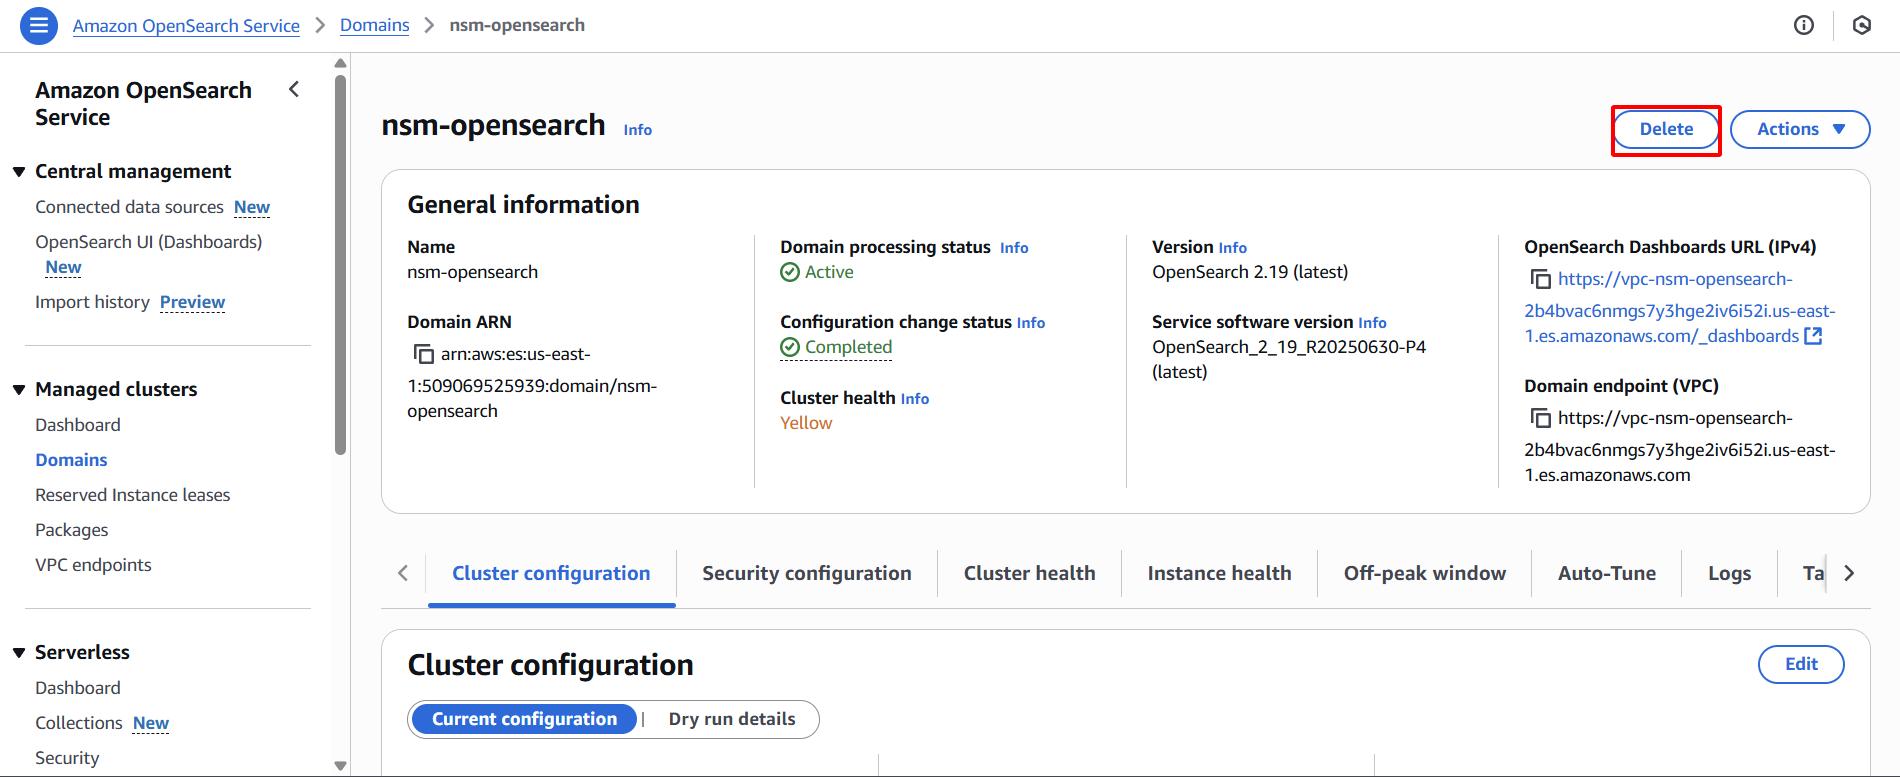 Amazon OpenSearch Service > Domains > nsm-opensearch
Amazon OpenSearch
Service
Central management
Connected data sources New
OpenSearch UI (Dashboards)
New
Import history Preview
Managed clusters
Dashboard
Domains
Reserved Instance leases
Packages
VPC endpoints
Serverless
Dashboard
Collections New
Security
nsm-opensearch Info
Delete
Actions
General information
Name
nsm-opensearch
Domain ARN
arn:aws:es:us-east-
1:509069525939:domain/nsm-
opensearch
Domain processing status Info
Active
Configuration change status Info
Completed
Cluster health Info
Yellow
Version Info
OpenSearch 2.19 (latest)
Service software version Info
OpenSearch_2_19_R20250630-P4
(latest)
OpenSearch Dashboards URL (IPv4)
https://vpc-nsm-opensearch-
2b4bvac6nmgs7y3hge2iv6i52i.us-east-
1.es.amazonaws.com/_dashboards
Domain endpoint (VPC)
https://vpc-nsm-opensearch-
2b4bvac6nmgs7y3hge2iv6i52i.us-east-
1.es.amazonaws.com
Cluster configuration
Security configuration
Cluster health
Instance health
Off-peak window
Auto-Tune
Logs
Ta
Cluster configuration
Edit
Current configuration | Dry run details